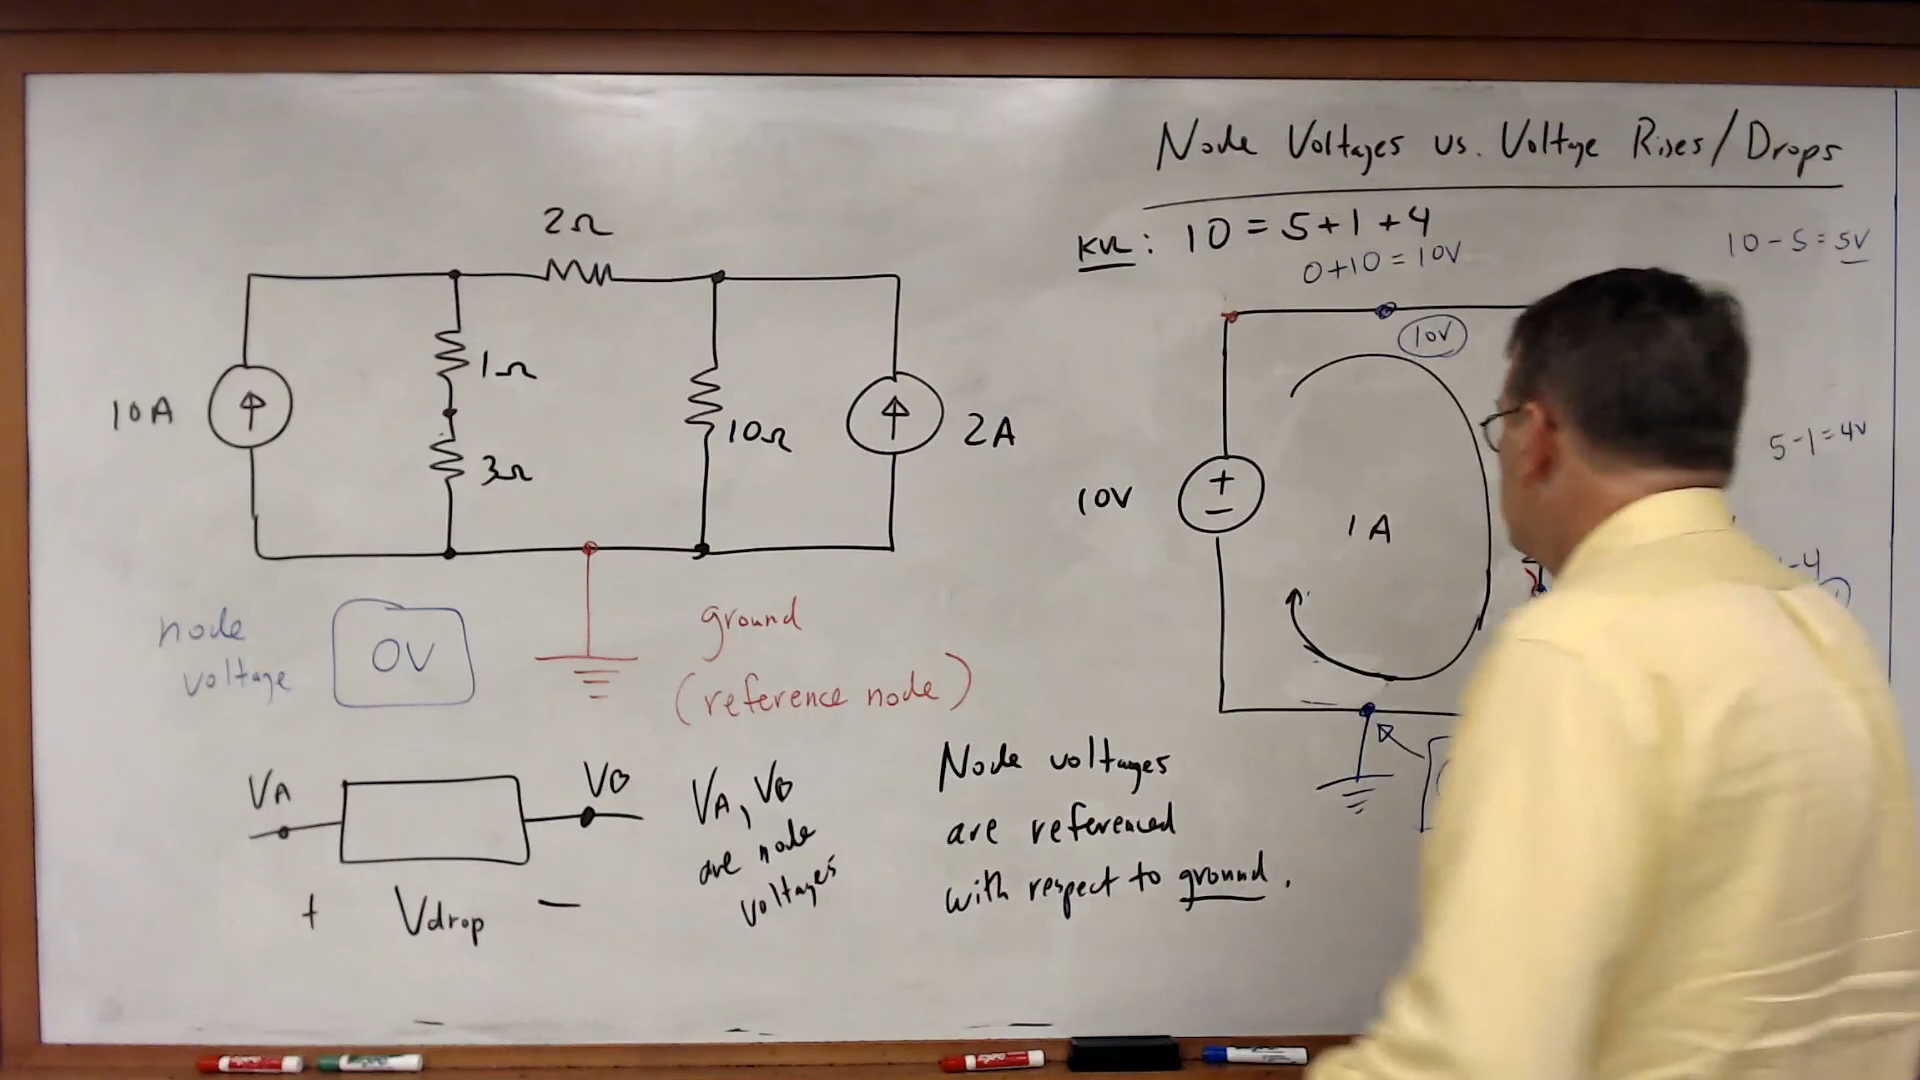 Node Voltages vs. Voltage Rises/Drops
KVL: 10 = 5+1+4
0+10=10V
10-5=5V
2Ω
10V
1Ω
10A
10Ω
2A
3Ω
5-1=4V
10V
+
−
1A
-4
node
voltage
0V
ground
(reference node)
VA
VB
+ Vdrop −
VA, VB
are node
voltages
Node voltages
are referenced
with respect to ground.